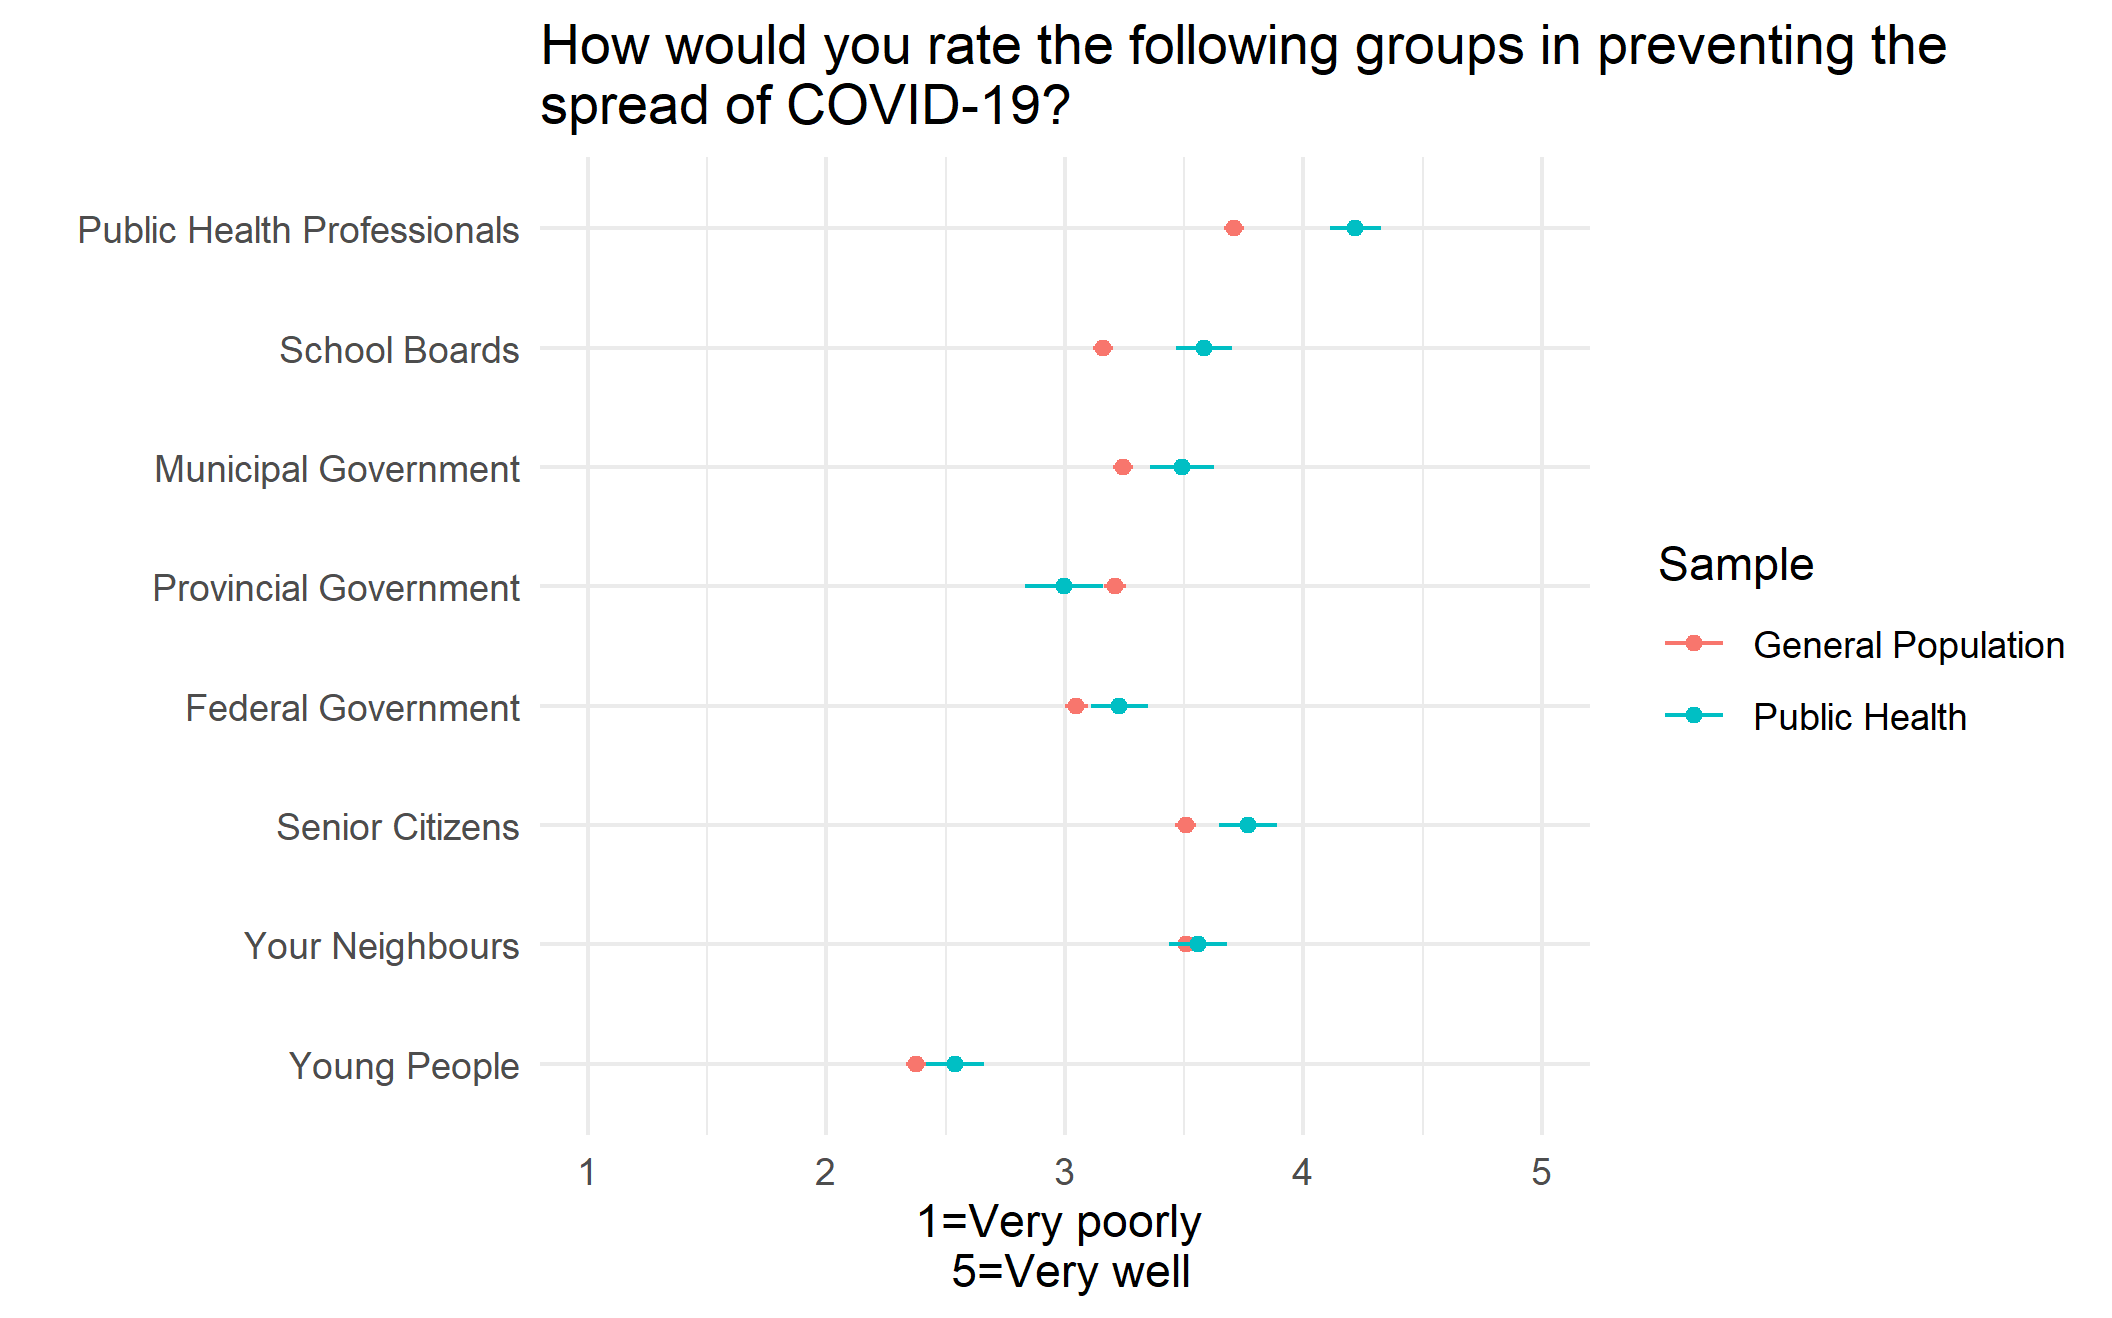 How would you rate the following groups in preventing the
spread of COVID-19?
Public Health Professionals
School Boards
Municipal Government
Provincial Government
Federal Government
Senior Citizens
Your Neighbours
Young People
1 2 3 4 5
1=Very poorly
5=Very well
Sample
General Population
Public Health